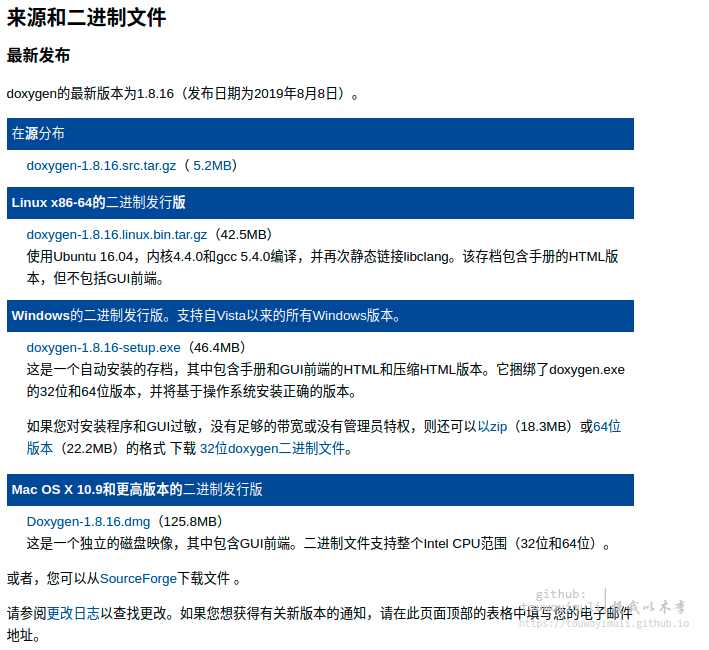 来源和二进制文件
最新发布
doxygen的最新版本为1.8.16（发布日期为2019年8月8日）。
在源分布
doxygen-1.8.16.src.tar.gz（ 5.2MB）
Linux x86-64的二进制发行版
doxygen-1.8.16.linux.bin.tar.gz（42.5MB）
使用Ubuntu 16.04，内核4.4.0和gcc 5.4.0编译，并再次静态链接libclang。该存档包含手册的HTML版
本，但不包括GUI前端。
Windows的二进制发行版。支持自Vista以来的所有Windows版本。
doxygen-1.8.16-setup.exe（46.4MB）
这是一个自动安装的存档，其中包含手册和GUI前端的HTML和压缩HTML版本。它捆绑了doxygen.exe
的32位和64位版本，并将基于操作系统安装正确的版本。
如果您对安装程序和GUI过敏，没有足够的带宽或没有管理员特权，则还可以以zip（18.3MB）或64位
版本（22.2MB）的格式 下载 32位doxygen二进制文件。
Mac OS X 10.9和更高版本的二进制发行版
Doxygen-1.8.16.dmg（125.8MB）
这是一个独立的磁盘映像，其中包含GUI前端。二进制文件支持整个Intel CPU范围（32位和64位）。
或者，您可以从SourceForge下载文件 。
请参阅更改日志以查找更改。如果您想获得有关新版本的通知，请在此页面顶部的表格中填写您的电子邮件
地址。
github:
touwoyimuli
https://touwoyimuli.github.io